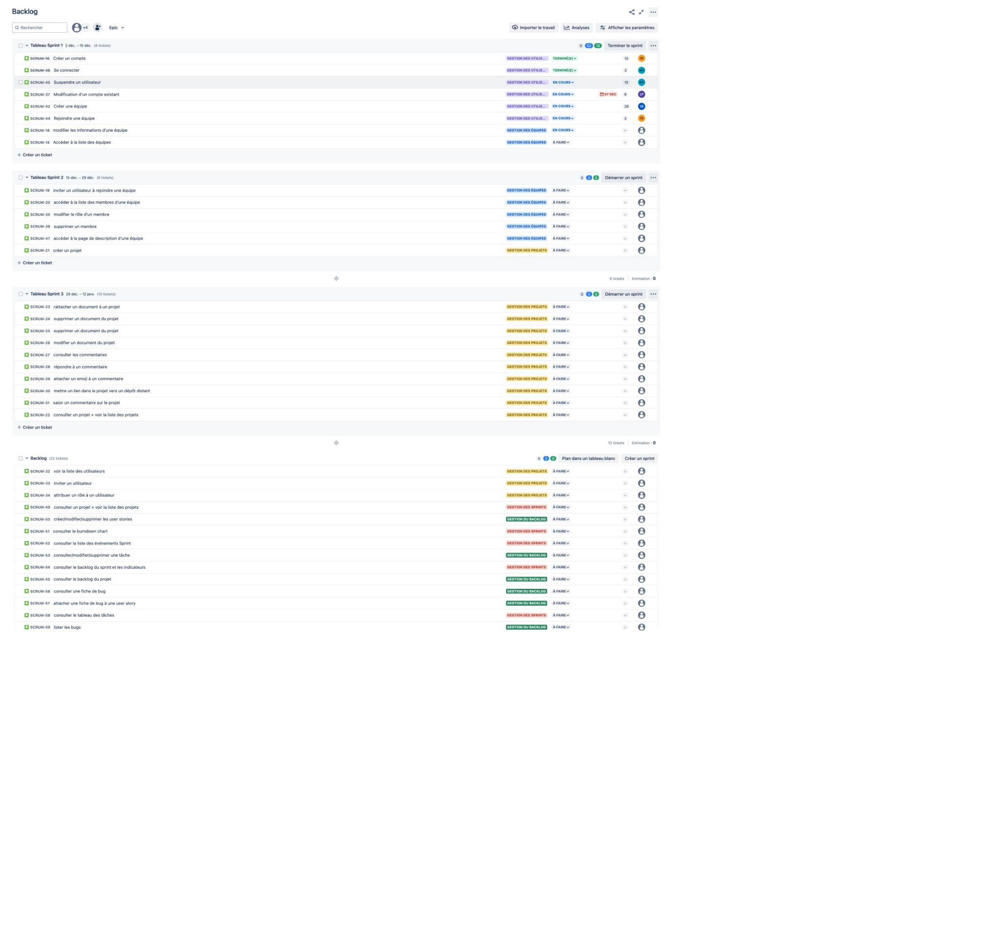 Backlog
Rechercher +4 Epic Importer le travail Analyses Afficher les paramètres
Tableau Sprint 1 2 déc. – 15 déc. (8 tickets) 0 52 13 Terminer le sprint
SCRUM-16 Créer un compte GESTION DES UTILIS... TERMINÉ(E) 10
SCRUM-36 Se connecter GESTION DES UTILIS... TERMINÉ(E) 3
SCRUM-45 Suspendre un utilisateur GESTION DES UTILIS... EN COURS 15
SCRUM-37 Modification d'un compte existant GESTION DES UTILIS... EN COURS 07 DEC 6 LP
SCRUM-42 Créer une équipe GESTION DES UTILIS... EN COURS 28 SB
SCRUM-44 Rejoindre une équipe GESTION DES UTILIS... EN COURS 3
SCRUM-18 modifier les informations d'une équipe GESTION DES ÉQUIPES EN COURS -
SCRUM-14 Accéder à la liste des équipes GESTION DES ÉQUIPES À FAIRE -
+ Créer un ticket
Tableau Sprint 2 15 déc. – 29 déc. (6 tickets) 0 0 0 Démarrer un sprint
SCRUM-19 inviter un utilisateur à rejoindre une équipe GESTION DES ÉQUIPES À FAIRE -
SCRUM-20 accéder à la liste des membres d'une équipe GESTION DES ÉQUIPES À FAIRE -
SCRUM-35 modifier le rôle d'un membre GESTION DES ÉQUIPES À FAIRE -
SCRUM-38 supprimer un membre GESTION DES ÉQUIPES À FAIRE -
SCRUM-47 accéder à la page de description d'une équipe GESTION DES ÉQUIPES À FAIRE -
SCRUM-21 créer un projet GESTION DES PROJETS À FAIRE -
+ Créer un ticket
6 tickets Estimation : 0
Tableau Sprint 3 29 déc. – 12 janv. (10 tickets) 0 0 0 Démarrer un sprint
SCRUM-23 rattacher un document à un projet GESTION DES PROJETS À FAIRE -
SCRUM-24 supprimer un document du projet GESTION DES PROJETS À FAIRE -
SCRUM-25 supprimer un document du projet GESTION DES PROJETS À FAIRE -
SCRUM-26 modifier un document du projet GESTION DES PROJETS À FAIRE -
SCRUM-27 consulter les commentaires GESTION DES PROJETS À FAIRE -
SCRUM-28 répondre à un commentaire GESTION DES PROJETS À FAIRE -
SCRUM-29 attacher un emoji à un commentaire GESTION DES PROJETS À FAIRE -
SCRUM-30 mettre un lien dans le projet vers un dépôt distant GESTION DES PROJETS À FAIRE -
SCRUM-31 saisir un commentaire sur le projet GESTION DES PROJETS À FAIRE -
SCRUM-22 consulter un projet + voir la liste des projets GESTION DES PROJETS À FAIRE -
+ Créer un ticket
10 tickets Estimation : 0
Backlog (22 tickets) 0 0 0 Plan dans un tableau blanc Créer un sprint
SCRUM-32 voir la liste des utilisateurs GESTION DES PROJETS À FAIRE -
SCRUM-33 inviter un utilisateur GESTION DES PROJETS À FAIRE -
SCRUM-34 attribuer un rôle à un utilisateur GESTION DES PROJETS À FAIRE -
SCRUM-49 consulter un projet + voir la liste des projets GESTION DES SPRINTS À FAIRE -
SCRUM-50 créer/modifier/supprimer les user stories GESTION DU BACKLOG À FAIRE -
SCRUM-51 consulter le burndown chart GESTION DES SPRINTS À FAIRE -
SCRUM-52 consulter la liste des événements Sprint GESTION DES SPRINTS À FAIRE -
SCRUM-53 consulter/modifier/supprimer une tâche GESTION DU BACKLOG À FAIRE -
SCRUM-54 consulter le backlog du sprint et les indicateurs GESTION DES SPRINTS À FAIRE -
SCRUM-55 consulter le backlog du projet GESTION DU BACKLOG À FAIRE -
SCRUM-56 consulter une fiche de bug GESTION DU BACKLOG À FAIRE -
SCRUM-57 attacher une fiche de bug à une user story GESTION DU BACKLOG À FAIRE -
SCRUM-58 consulter le tableau des tâches GESTION DES SPRINTS À FAIRE -
SCRUM-59 lister les bugs GESTION DU BACKLOG À FAIRE -